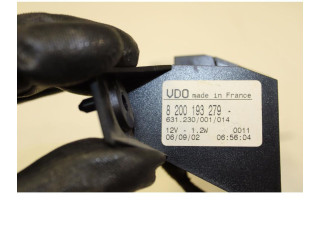 VDO made in France
8 200 193 279 -
631.230/001/014
12V - 1.2W 0011
06/09/02 06:56:04